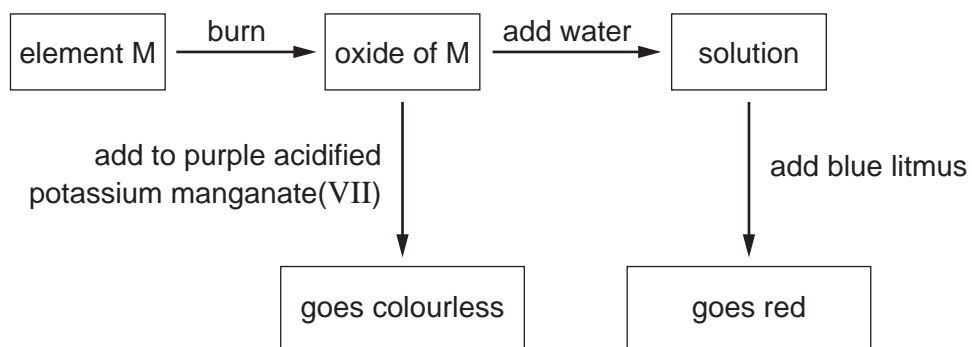 element M
burn
oxide of M
add water
solution
add to purple acidified
potassium manganate(VII)
add blue litmus
goes colourless
goes red